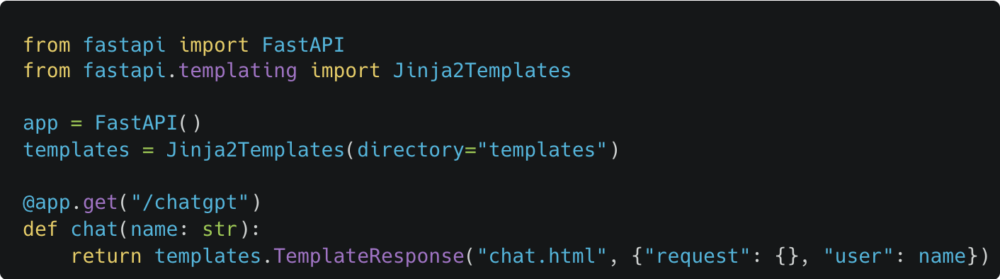 from fastapi import FastAPI
from fastapi.templating import Jinja2Templates
app = FastAPI()
templates = Jinja2Templates(directory="templates")
@app.get("/chatgpt")
def chat(name: str):
    return templates.TemplateResponse("chat.html", {"request": {}, "user": name})